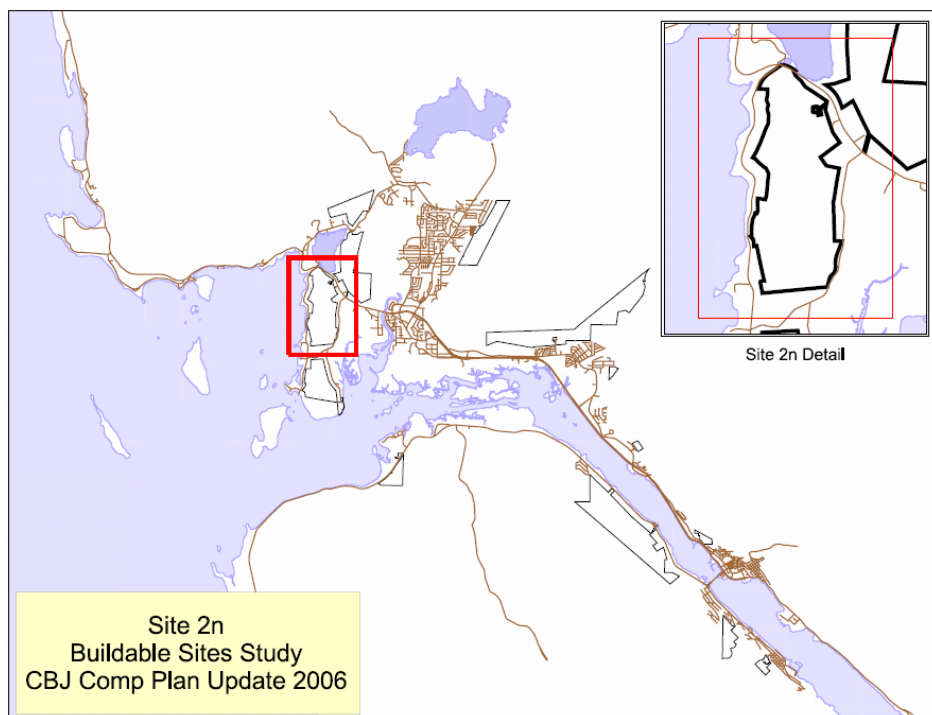 Site 2n Detail
Site 2n
Buildable Sites Study
CBJ Comp Plan Update 2006